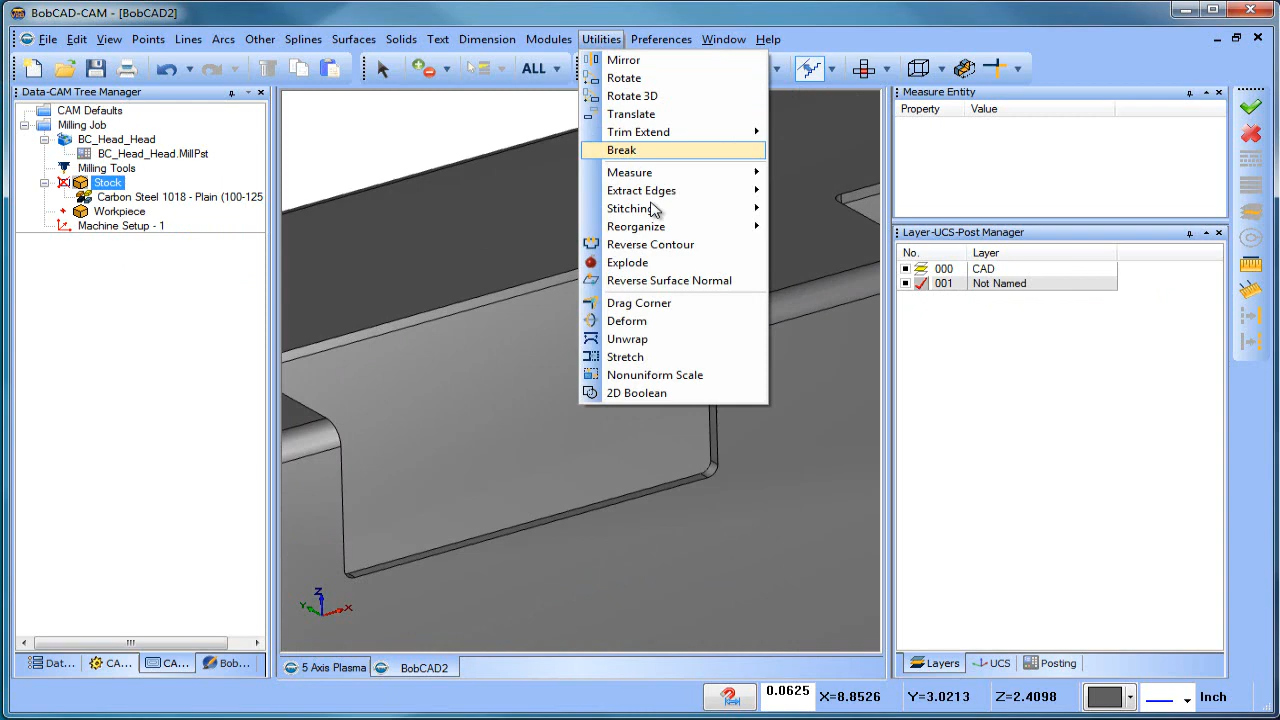 BobCAD-CAM - [BobCAD2]
File Edit View Points Lines Arcs Other Splines Surfaces Solids Text Dimension Modules Utilities Preferences Window Help
ALL
Data-CAM Tree Manager
CAM Defaults
Milling Job
BC_Head_Head
BC_Head_Head.MillPst
Milling Tools
Stock
Carbon Steel 1018 - Plain (100-125
Workpiece
Machine Setup - 1
Mirror
Rotate
Rotate 3D
Translate
Trim Extend
Break
Measure
Extract Edges
Stitching
Reorganize
Reverse Contour
Explode
Reverse Surface Normal
Drag Corner
Deform
Unwrap
Stretch
Nonuniform Scale
2D Boolean
Measure Entity
Property Value
Layer-UCS-Post Manager
No. Layer
000 CAD
001 Not Named
Z
Y X
Dat... CA... CA... Bob...
5 Axis Plasma BobCAD2
Layers UCS Posting
0.0625 X=8.8526 Y=3.0213 Z=2.4098 Inch